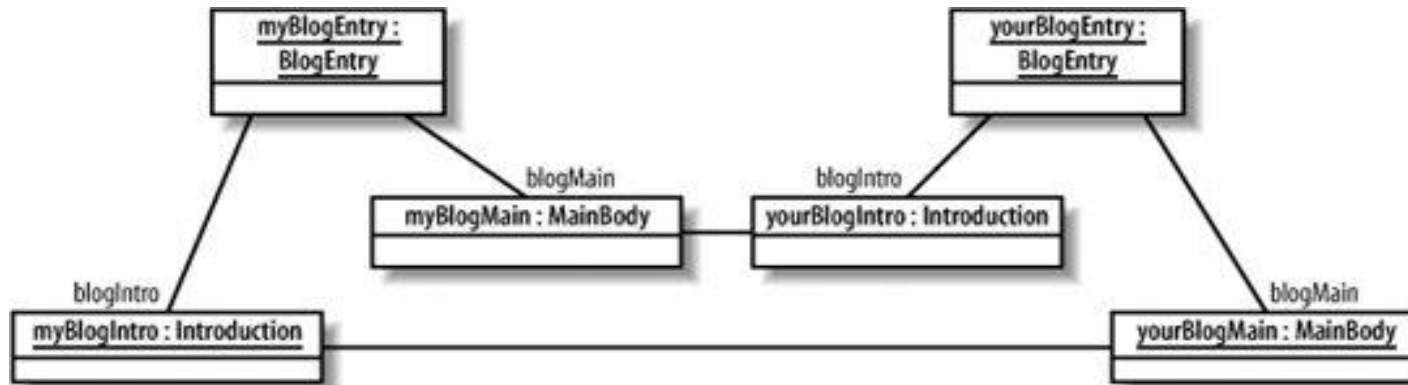 myBlogEntry :
BlogEntry
yourBlogEntry :
BlogEntry
blogMain
blogIntro
myBlogMain : MainBody
yourBlogIntro : Introduction
blogIntro
blogMain
myBlogIntro : Introduction
yourBlogMain : MainBody